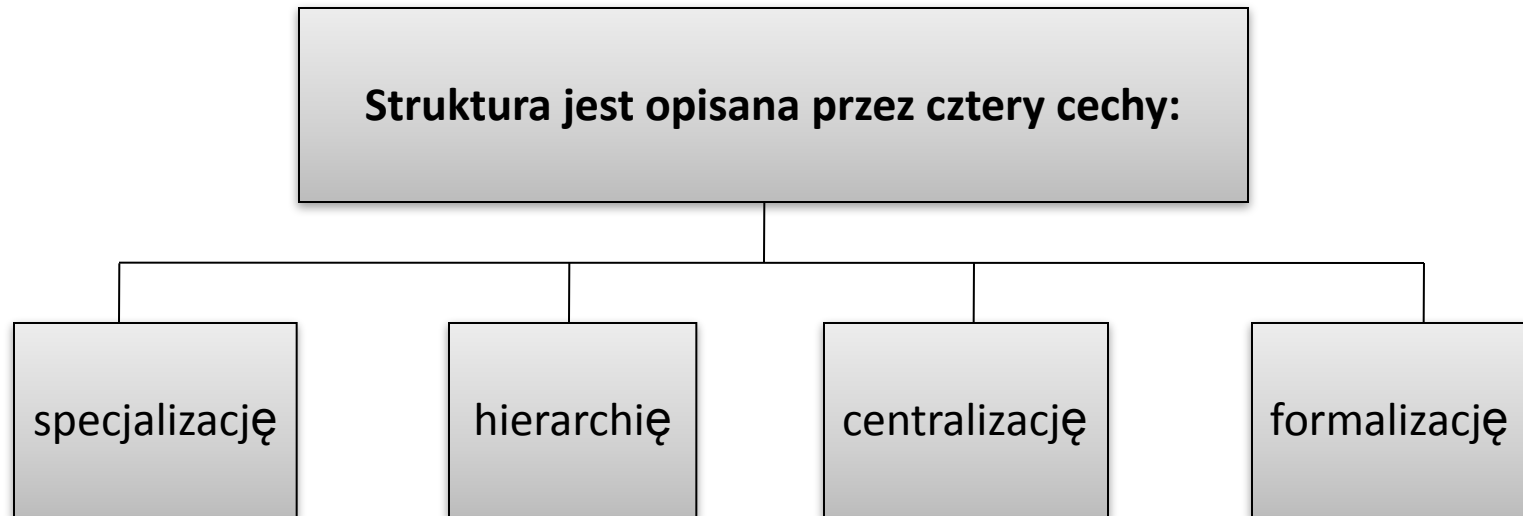 Struktura jest opisana przez cztery cechy:
specjalizację
hierarchię
centralizację
formalizację